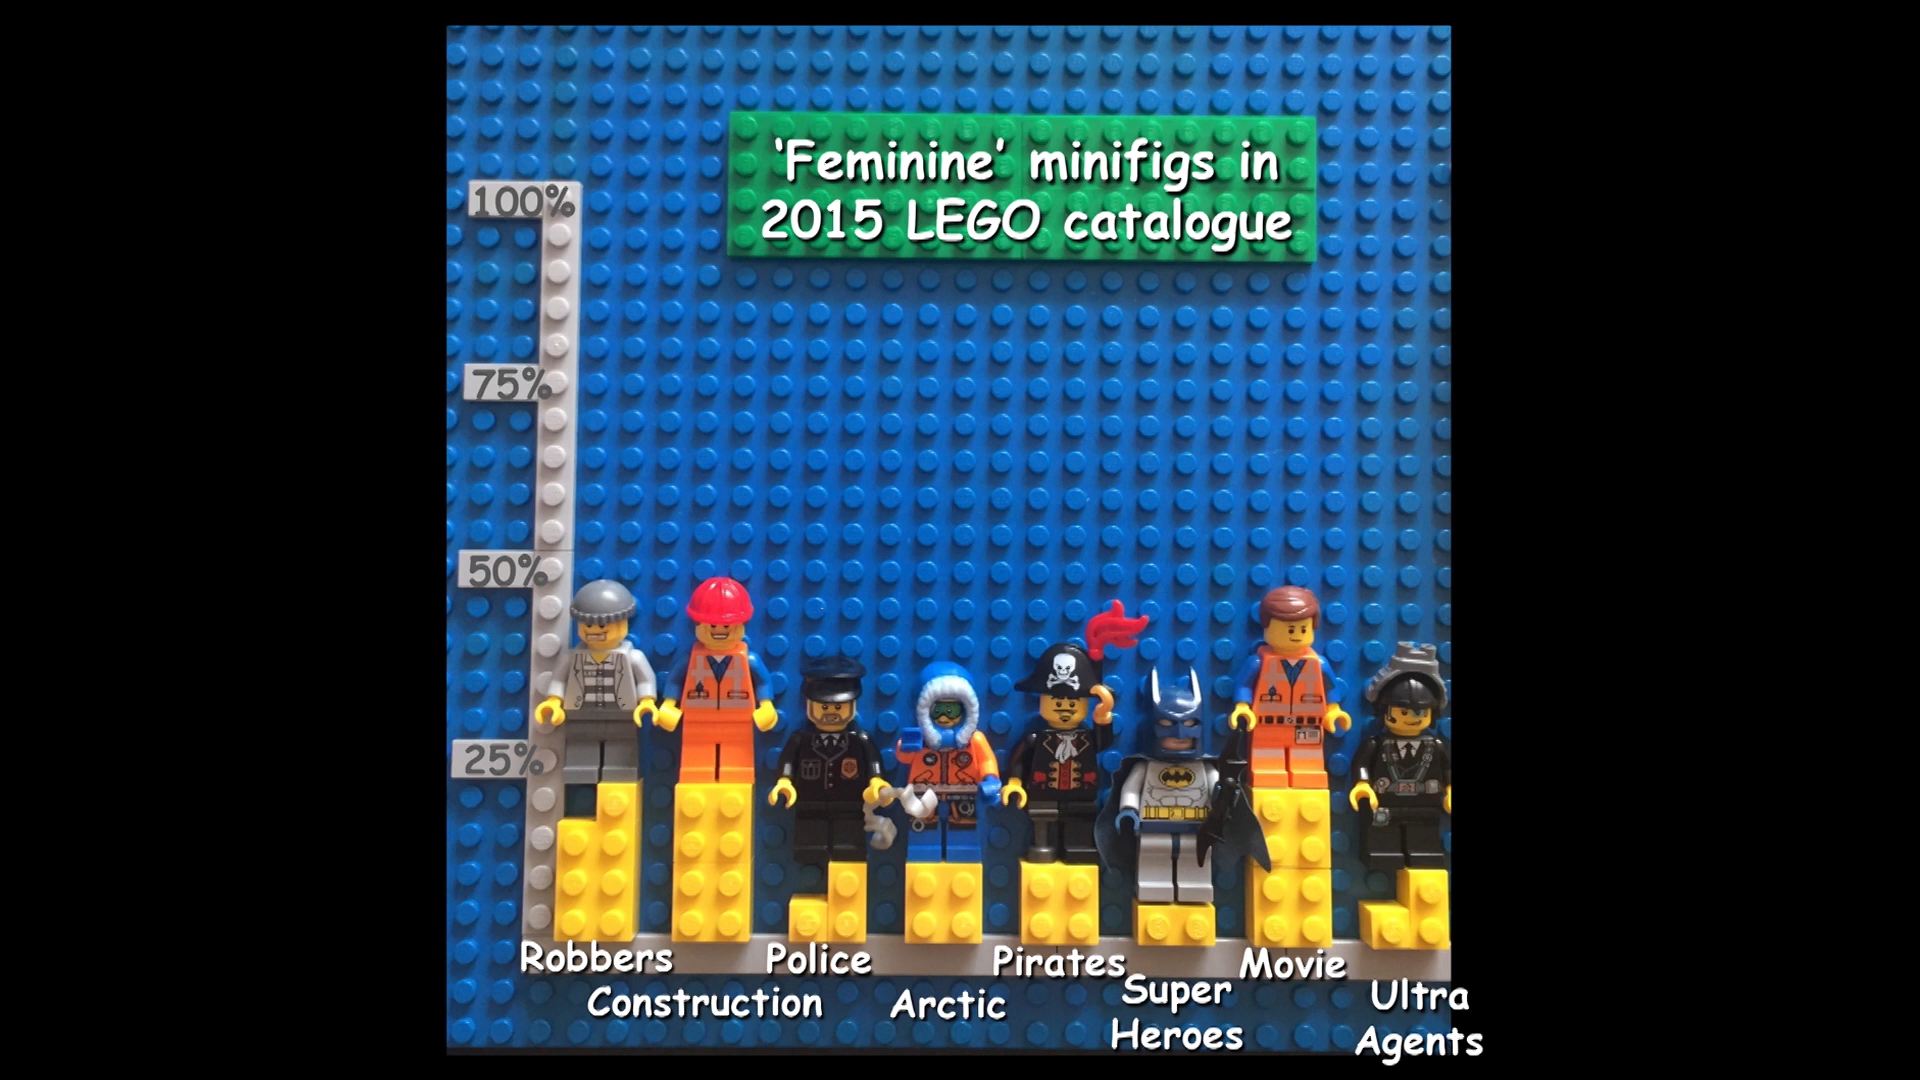 ‘Feminine’ minifigs in
2015 LEGO catalogue
100%
75%
50%
25%
Robbers
Construction
Police
Arctic
Pirates
Super
Heroes
Movie
Ultra
Agents